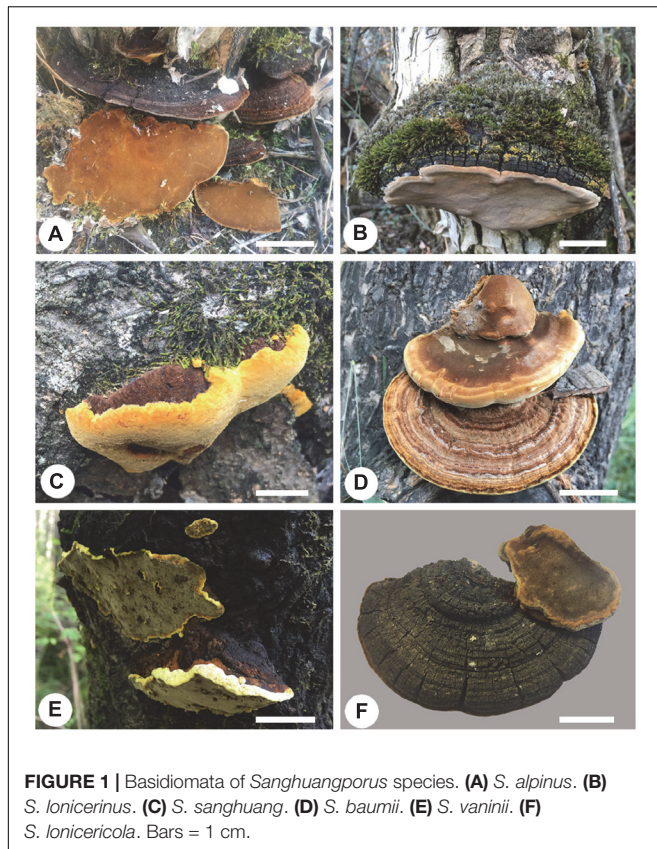 A
B
C
D
E
F
FIGURE 1 | Basidiomata of Sanghuangporus species. (A) S. alpinus. (B)
S. lonicerinus. (C) S. sanghuang. (D) S. baumii. (E) S. vaninii. (F)
S. lonicericola. Bars = 1 cm.